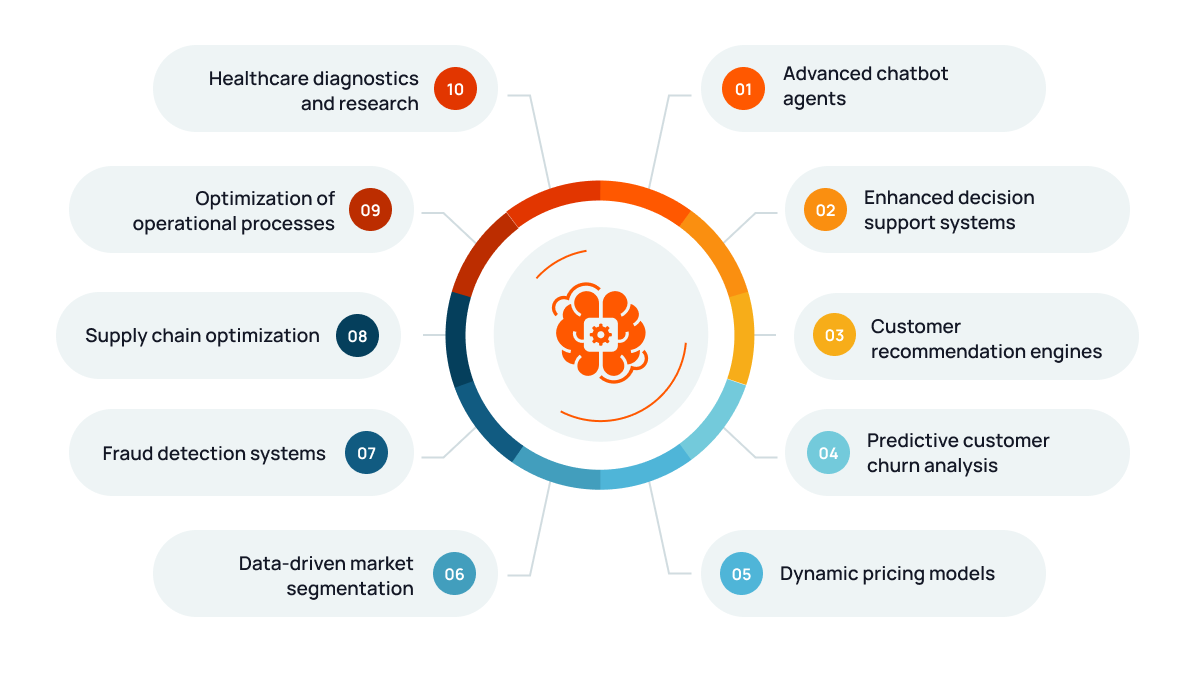 01
Advanced chatbot
agents
02
Enhanced decision
support systems
03
Customer
recommendation engines
04
Predictive customer
churn analysis
05
Dynamic pricing models
06
Data-driven market
segmentation
07
Fraud detection systems
08
Supply chain optimization
09
Optimization of
operational processes
10
Healthcare diagnostics
and research